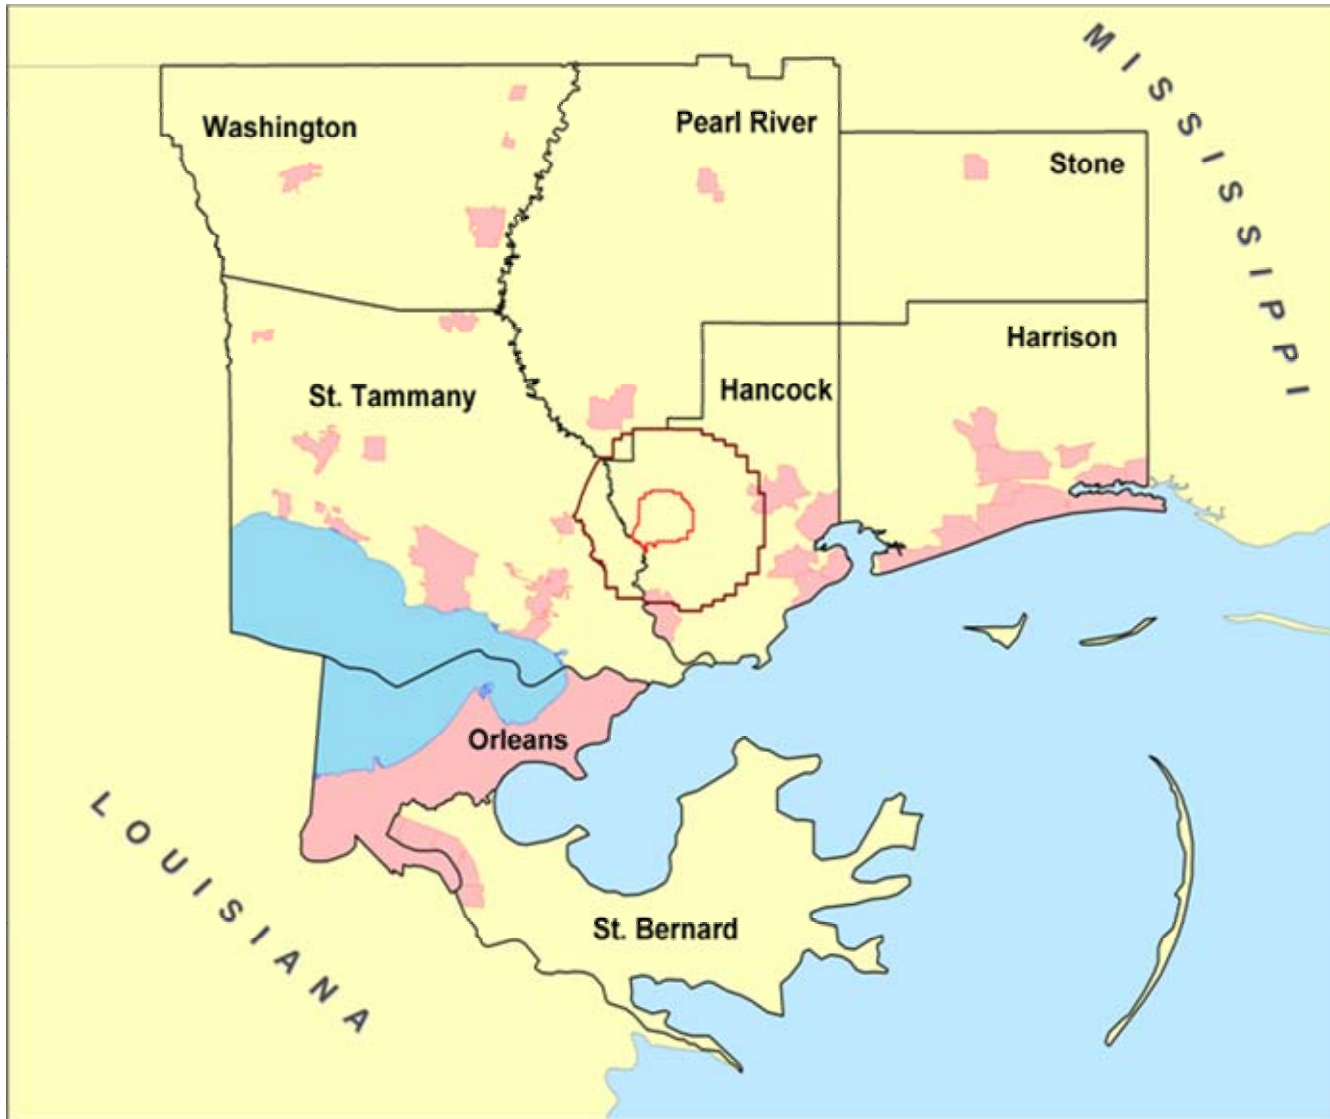 MISSISSIPPI
Washington
Pearl River
Stone
Harrison
Hancock
St. Tammany
Orleans
LOUISIANA
St. Bernard